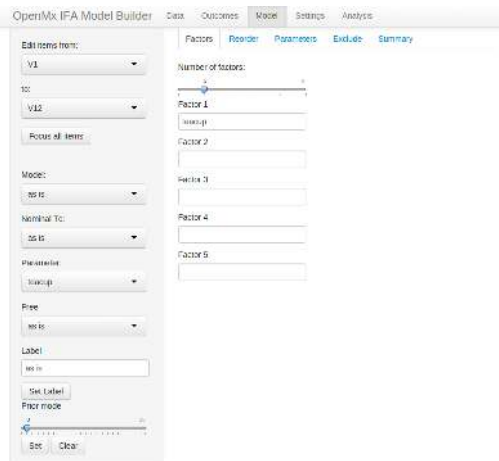 OpenMx IFA Model Builder Data Outcomes Model Settings Analysis
Edit items from:
V1
to:
V12
Focus all items
Model:
as is
Nominal Tc:
as is
Parameter:
teacup
Free
as is
Label
as is
Set Label
Prior mode
Set Clear
Factors Reorder Parameters Exclude Summary
Number of factors:
Factor 1
teacup
Factor 2
Factor 3
Factor 4
Factor 5